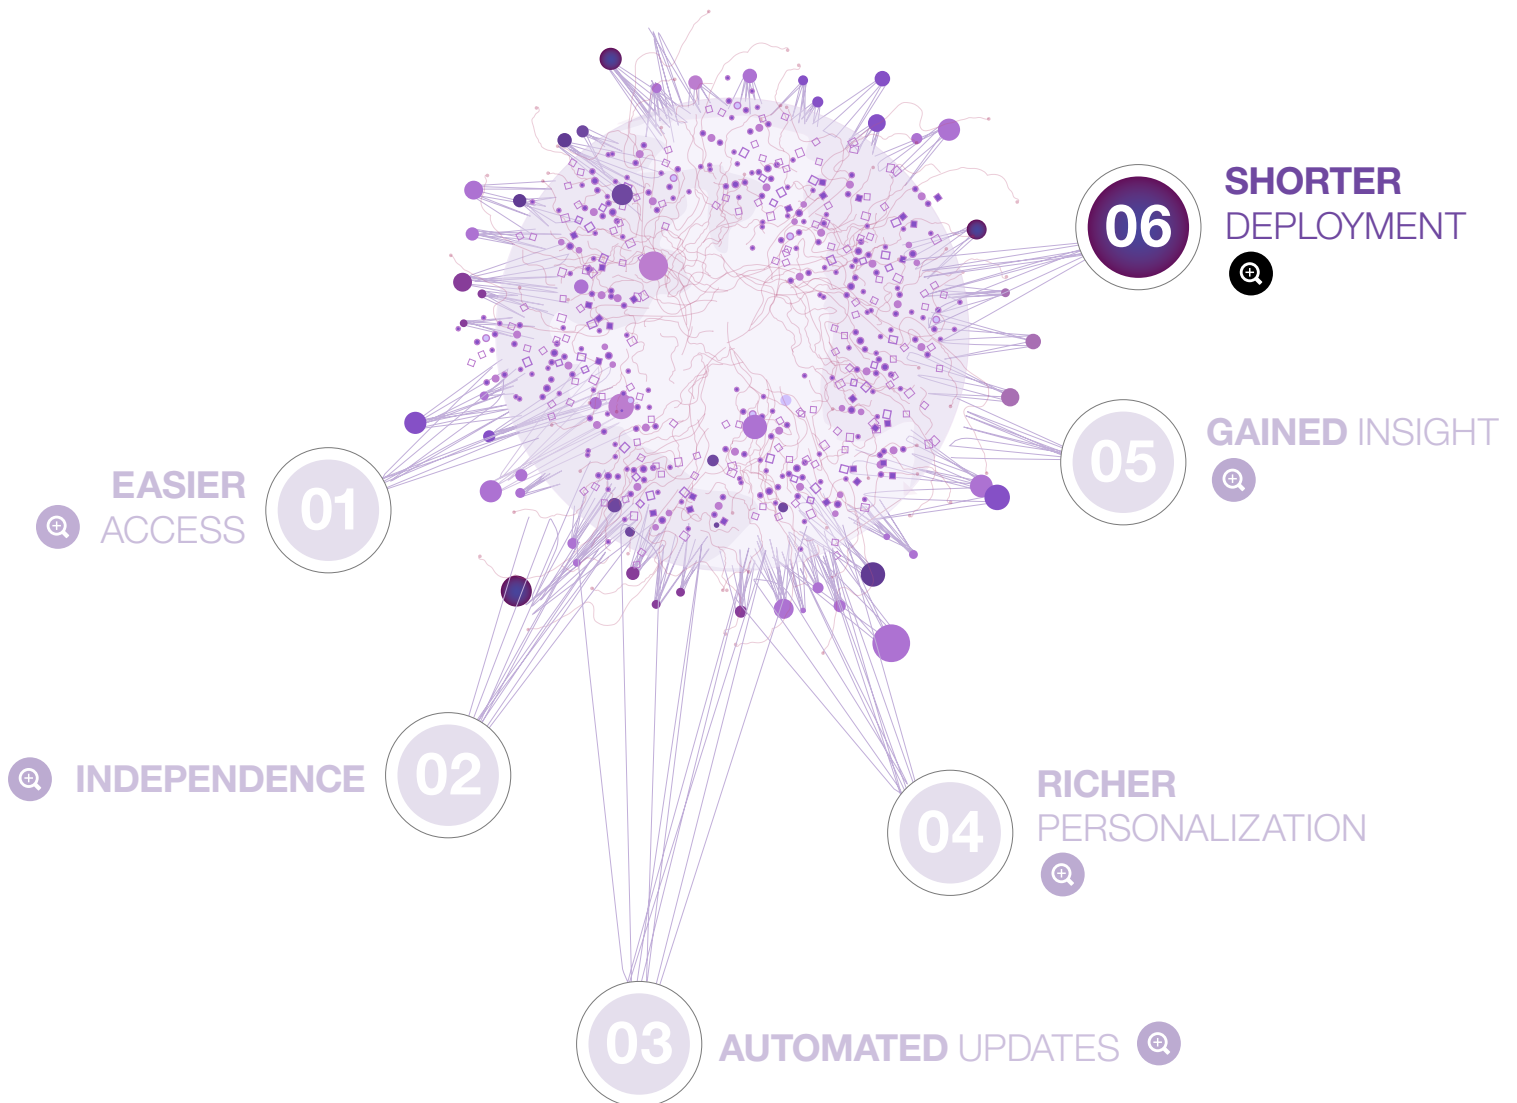 01
EASIER
ACCESS
02
INDEPENDENCE
03
AUTOMATED UPDATES
04
RICHER
PERSONALIZATION
05
GAINED INSIGHT
06
SHORTER
DEPLOYMENT